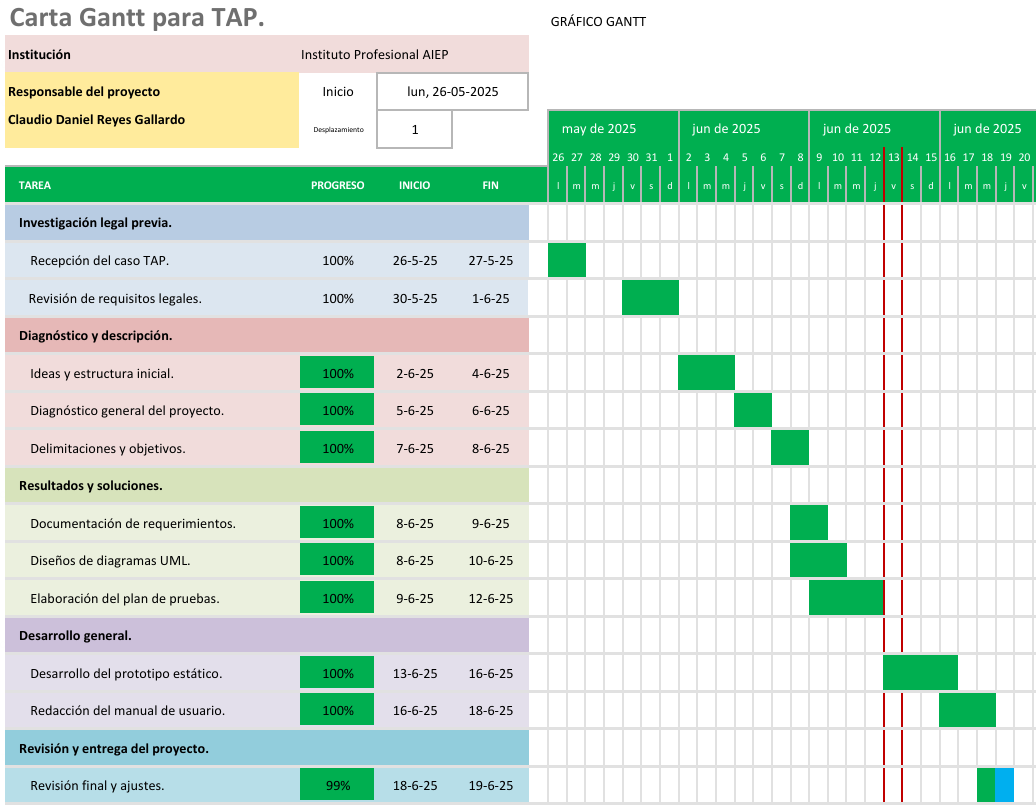 Carta Gantt para TAP.
GRÁFICO GANTT
Institución Instituto Profesional AIEP
Responsable del proyecto Inicio lun, 26-05-2025
Claudio Daniel Reyes Gallardo
Desplazamiento 1
may de 2025 jun de 2025 jun de 2025 jun de 2025
26 27 28 29 30 31 1 2 3 4 5 6 7 8 9 10 11 12 13 14 15 16 17 18 19 20
TAREA PROGRESO INICIO FIN l m m j v s d l m m j v s d l m m j v s d l m m j v
Investigación legal previa.
Recepción del caso TAP. 100% 26-5-25 27-5-25
Revisión de requisitos legales. 100% 30-5-25 1-6-25
Diagnóstico y descripción.
Ideas y estructura inicial. 100% 2-6-25 4-6-25
Diagnóstico general del proyecto. 100% 5-6-25 6-6-25
Delimitaciones y objetivos. 100% 7-6-25 8-6-25
Resultados y soluciones.
Documentación de requerimientos. 100% 8-6-25 9-6-25
Diseños de diagramas UML. 100% 8-6-25 10-6-25
Elaboración del plan de pruebas. 100% 9-6-25 12-6-25
Desarrollo general.
Desarrollo del prototipo estático. 100% 13-6-25 16-6-25
Redacción del manual de usuario. 100% 16-6-25 18-6-25
Revisión y entrega del proyecto.
Revisión final y ajustes. 99% 18-6-25 19-6-25